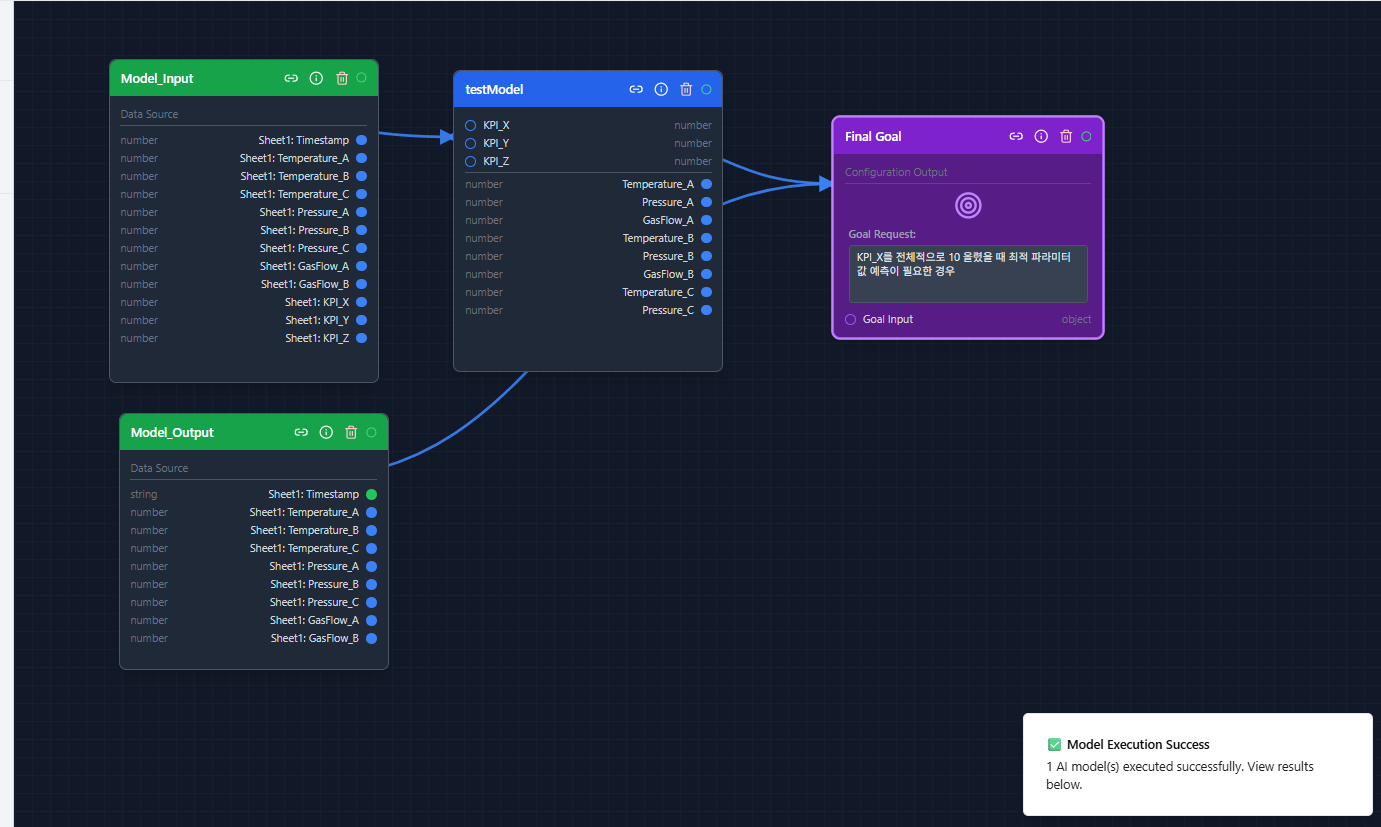 Model_Input
Data Source
number Sheet1: Timestamp
number Sheet1: Temperature_A
number Sheet1: Temperature_B
number Sheet1: Temperature_C
number Sheet1: Pressure_A
number Sheet1: Pressure_B
number Sheet1: Pressure_C
number Sheet1: GasFlow_A
number Sheet1: GasFlow_B
number Sheet1: KPI_X
number Sheet1: KPI_Y
number Sheet1: KPI_Z
testModel
KPI_X number
KPI_Y number
KPI_Z number
number Temperature_A
number Pressure_A
number GasFlow_A
number Temperature_B
number Pressure_B
number GasFlow_B
number Temperature_C
number Pressure_C
Final Goal
Configuration Output
Goal Request:
KPI_X를 전체적으로 10 올렸을 때 최적 파라미터
값 예측이 필요한 경우
Goal Input object
Model_Output
Data Source
string Sheet1: Timestamp
number Sheet1: Temperature_A
number Sheet1: Temperature_B
number Sheet1: Temperature_C
number Sheet1: Pressure_A
number Sheet1: Pressure_B
number Sheet1: Pressure_C
number Sheet1: GasFlow_A
number Sheet1: GasFlow_B
Model Execution Success
1 AI model(s) executed successfully. View results
below.